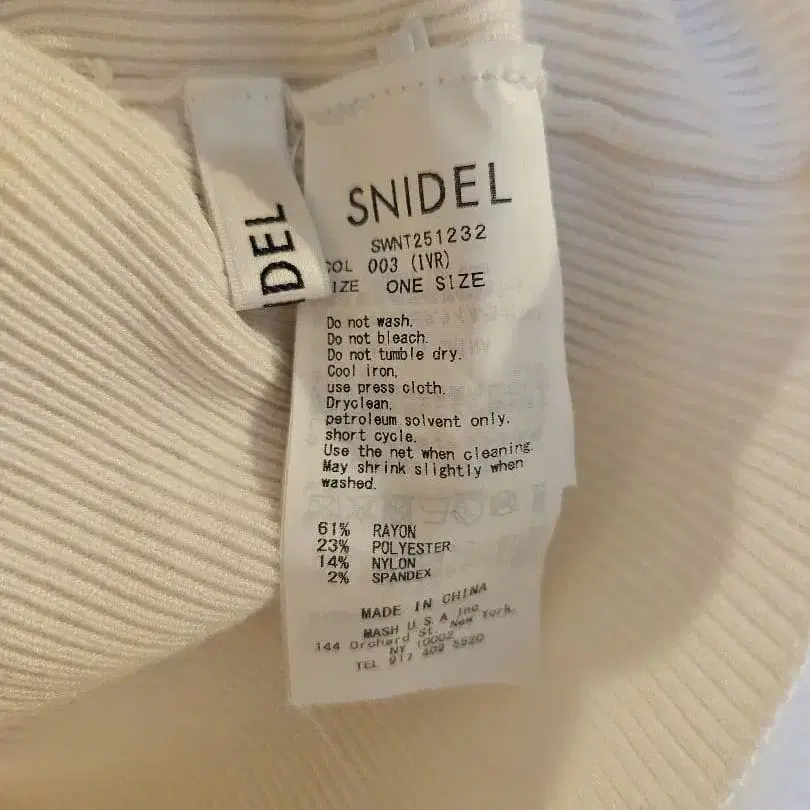 IDEL
SNIDEL
SWNT251232
COL 003 (IVR)
IZE ONE SIZE
Do not wash.
Do not bleach.
Do not tumble dry.
Cool iron,
use press cloth.
Dryclean,
petroleum solvent only.
short cycle.
Use the net when cleaning.
May shrink slightly when
washed.
61% RAYON
23% POLYESTER
14% NYLON
2% SPANDEX
MADE IN CHINA
MASH U.S.A Inc
144 Orchard St. New York,
NY 10002
TEL 917 409 5520